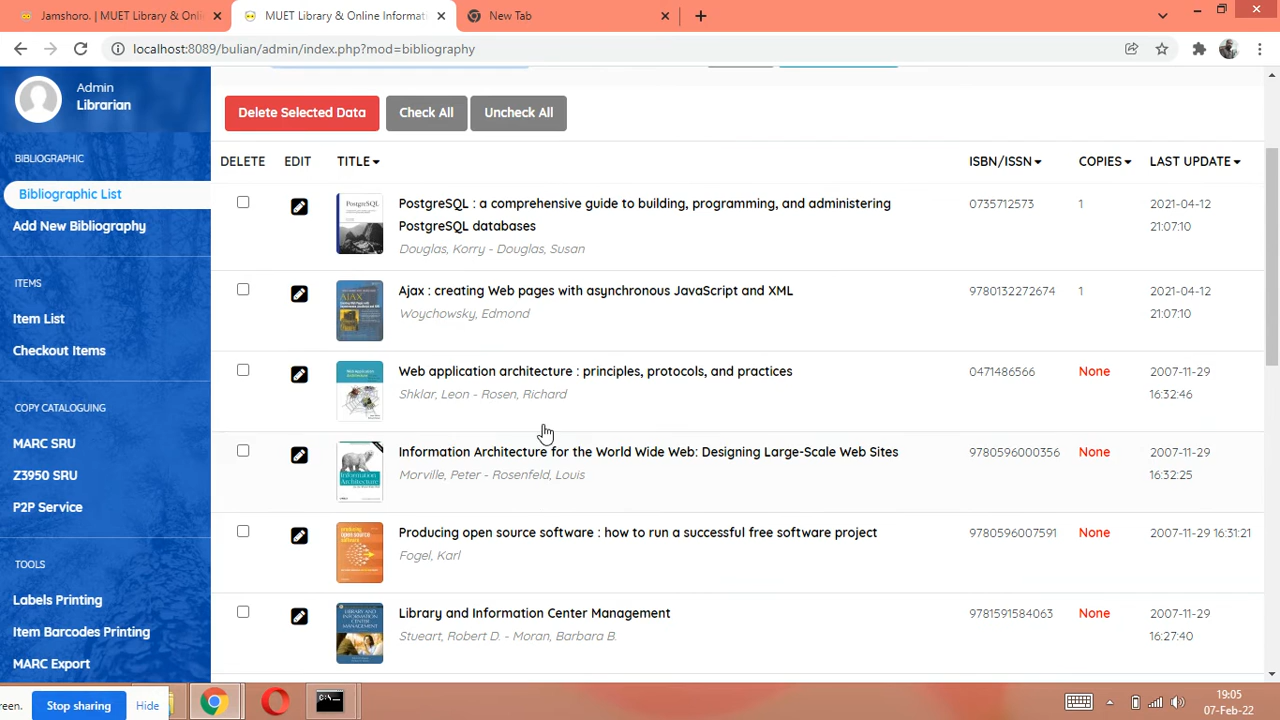 Jamshoro. | MUET Library & Onli
MUET Library & Online Informati
New Tab
localhost:8089/bulian/admin/index.php?mod=bibliography
Admin
Librarian
BIBLIOGRAPHIC
Bibliographic List
Add New Bibliography
ITEMS
Item List
Checkout Items
COPY CATALOGUING
MARC SRU
Z3950 SRU
P2P Service
TOOLS
Labels Printing
Item Barcodes Printing
MARC Export
Delete Selected Data
Check All
Uncheck All
DELETE EDIT TITLE ISBN/ISSN COPIES LAST UPDATE
PostgreSQL : a comprehensive guide to building, programming, and administering 0735712573 1 2021-04-12
PostgreSQL databases 21:07:10
Douglas, Korry - Douglas, Susan
Ajax : creating Web pages with asynchronous JavaScript and XML 9780132272674 1 2021-04-12
Woychowsky, Edmond 21:07:10
Web application architecture : principles, protocols, and practices 0471486566 None 2007-11-29
Shklar, Leon - Rosen, Richard 16:32:46
Information Architecture for the World Wide Web: Designing Large-Scale Web Sites 9780596000356 None 2007-11-29
Morville, Peter - Rosenfeld, Louis 16:32:25
Producing open source software : how to run a successful free software project 9780596007591 None 2007-11-29 16:31:21
Fogel, Karl
Library and Information Center Management 9781591584063 None 2007-11-29
Stueart, Robert D. - Moran, Barbara B. 16:27:40
reen. Stop sharing Hide
19:05
07-Feb-22